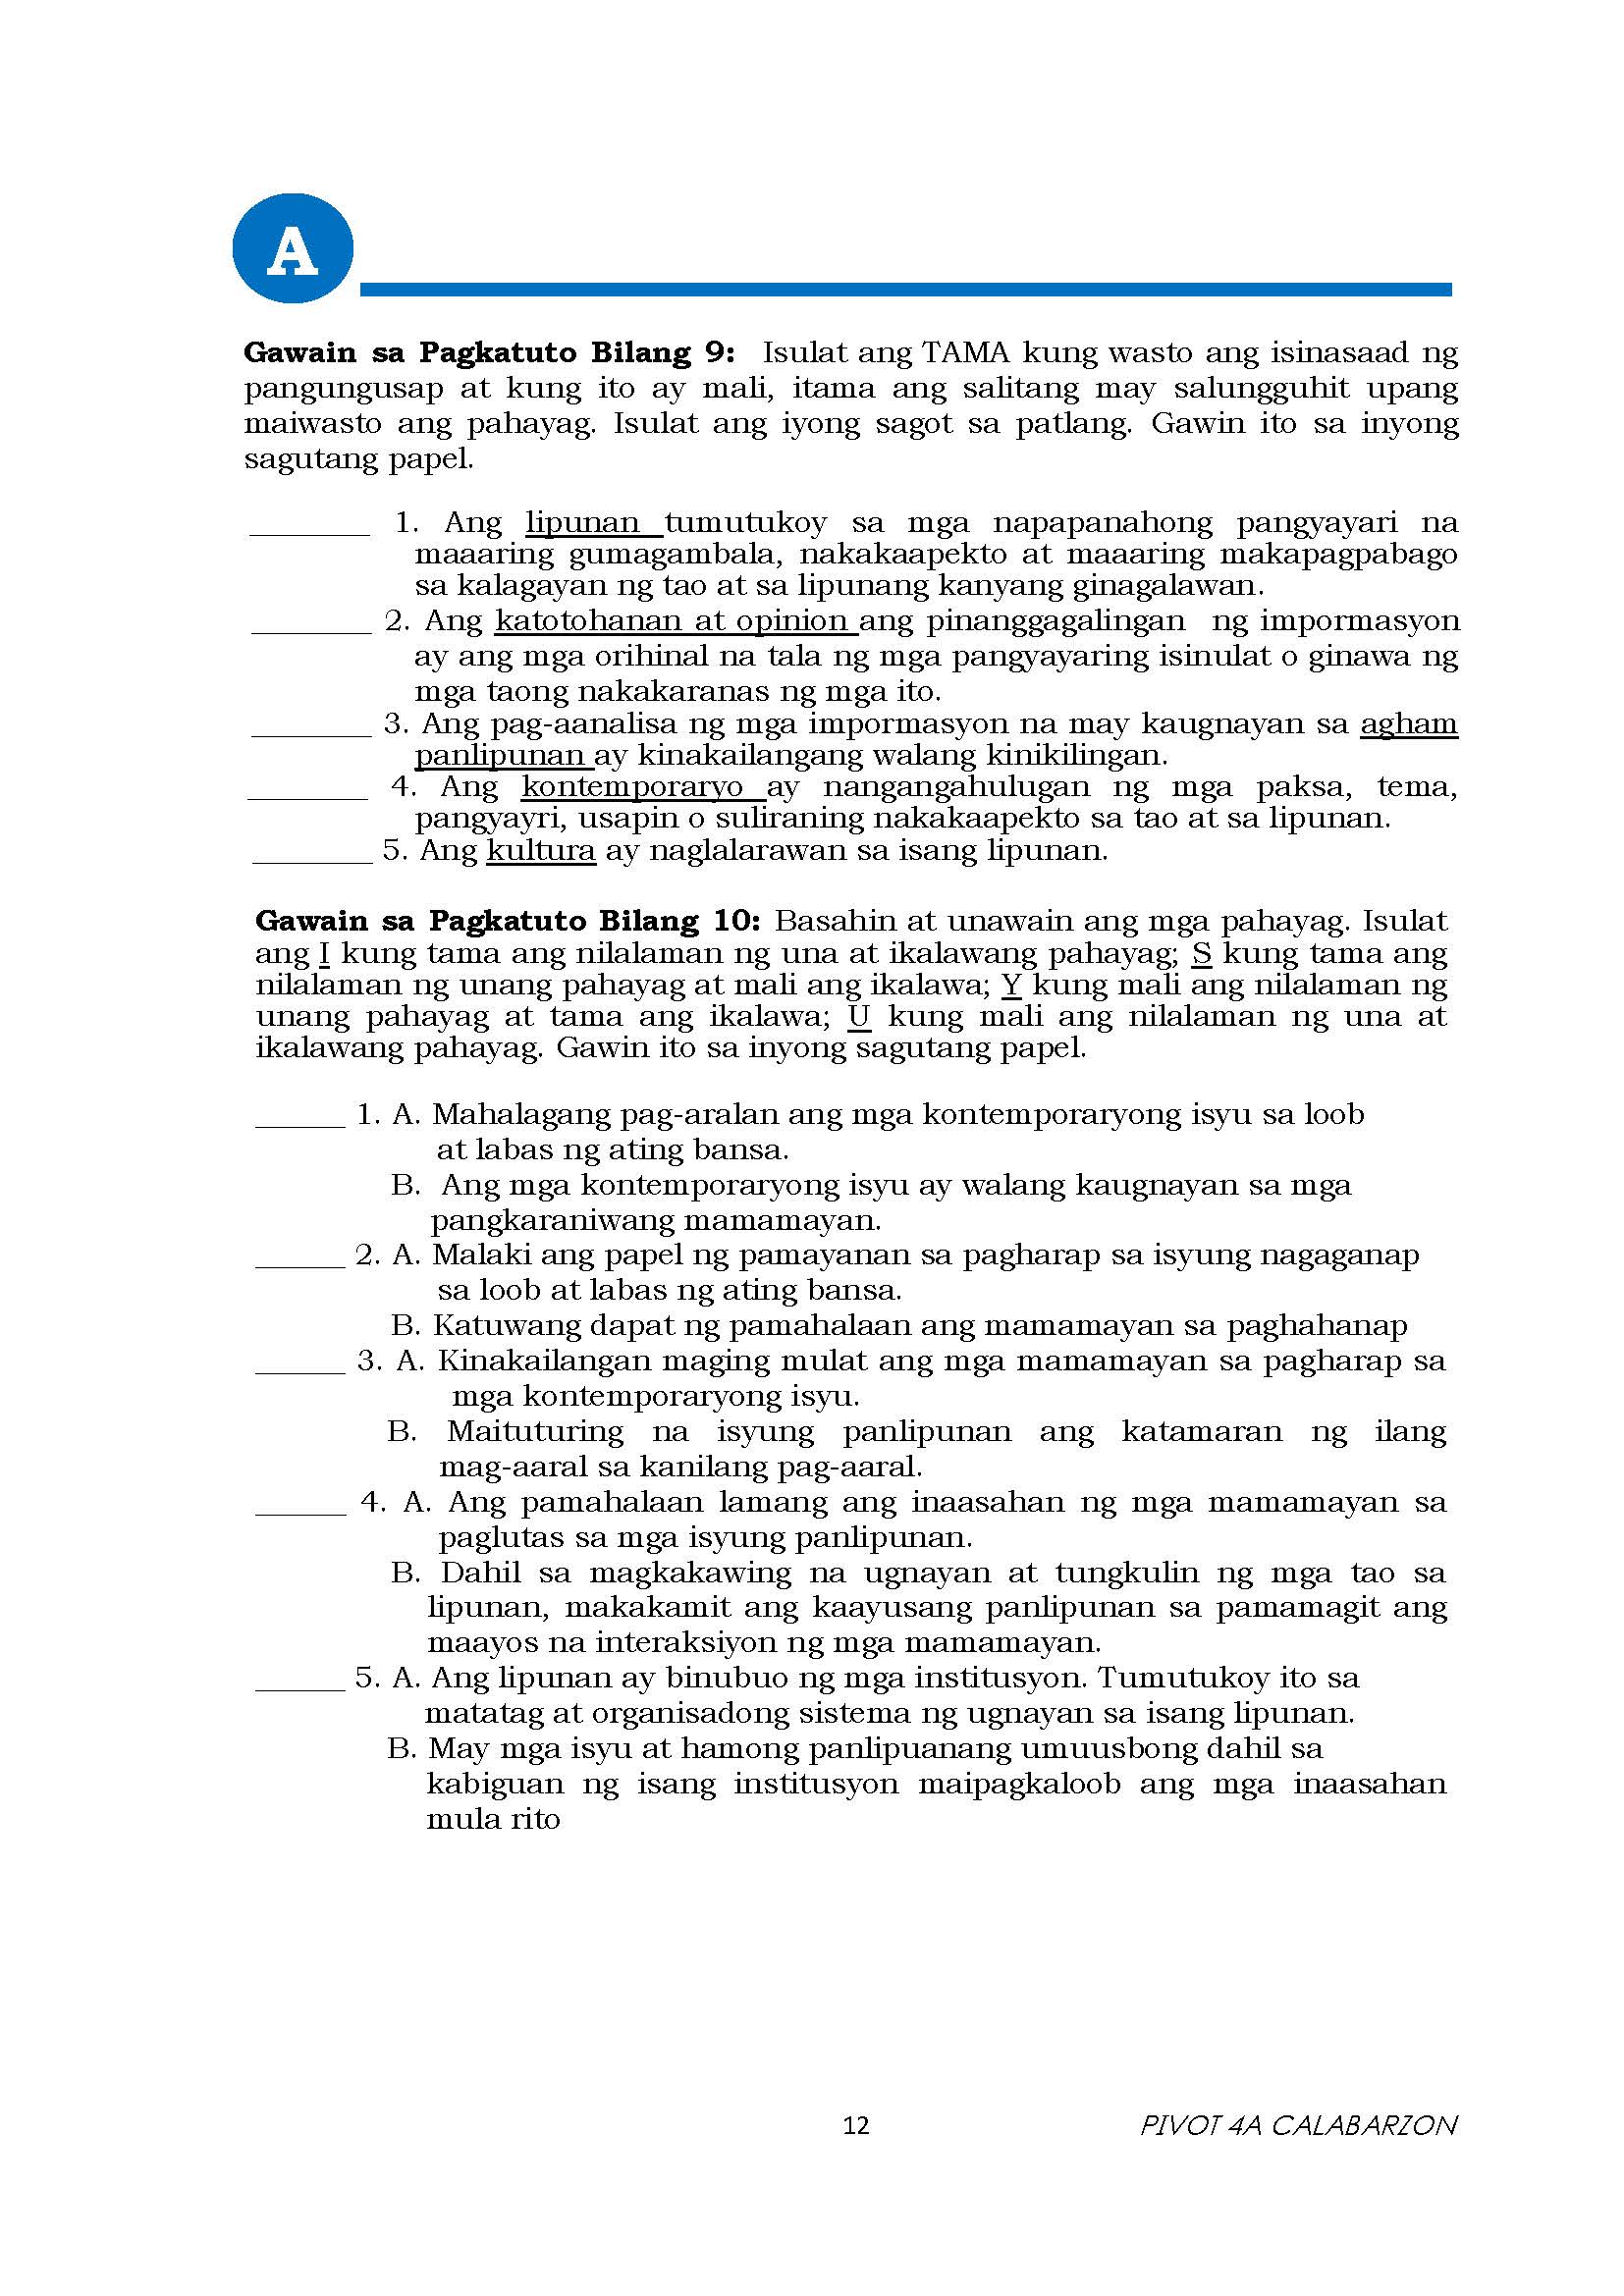 A
Gawain sa Pagkatuto Bilang 9: Isulat ang TAMA kung wasto ang isinasaad ng
pangungusap at kung ito ay mali, itama ang salitang may salungguhit upang
maiwasto ang pahayag. Isulat ang iyong sagot sa patlang. Gawin ito sa inyong
sagutang papel.
________ 1. Ang lipunan tumutukoy sa mga napapanahong pangyayari na
maaaring gumagambala, nakakaapekto at maaaring makapagpabago
sa kalagayan ng tao at sa lipunang kanyang ginagalawan.
________ 2. Ang katotohanan at opinion ang pinanggagalingan ng impormasyon
ay ang mga orihinal na tala ng mga pangyayaring isinulat o ginawa ng
mga taong nakakaranas ng mga ito.
________ 3. Ang pag-aanalisa ng mga impormasyon na may kaugnayan sa agham
panlipunan ay kinakailangang walang kinikilingan.
________ 4. Ang kontemporaryo ay nangangahulugan ng mga paksa, tema,
pangyayri, usapin o suliraning nakakaapekto sa tao at sa lipunan.
________ 5. Ang kultura ay naglalarawan sa isang lipunan.
Gawain sa Pagkatuto Bilang 10: Basahin at unawain ang mga pahayag. Isulat
ang I kung tama ang nilalaman ng una at ikalawang pahayag; S kung tama ang
nilalaman ng unang pahayag at mali ang ikalawa; Y kung mali ang nilalaman ng
unang pahayag at tama ang ikalawa; U kung mali ang nilalaman ng una at
ikalawang pahayag. Gawin ito sa inyong sagutang papel.
______ 1. A. Mahalagang pag-aralan ang mga kontemporaryong isyu sa loob
at labas ng ating bansa.
B. Ang mga kontemporaryong isyu ay walang kaugnayan sa mga
pangkaraniwang mamamayan.
______ 2. A. Malaki ang papel ng pamayanan sa pagharap sa isyung nagaganap
sa loob at labas ng ating bansa.
B. Katuwang dapat ng pamahalaan ang mamamayan sa paghahanap
______ 3. A. Kinakailangan maging mulat ang mga mamamayan sa pagharap sa
mga kontemporaryong isyu.
B. Maituturing na isyung panlipunan ang katamaran ng ilang
mag-aaral sa kanilang pag-aaral.
______ 4. A. Ang pamahalaan lamang ang inaasahan ng mga mamamayan sa
paglutas sa mga isyung panlipunan.
B. Dahil sa magkakawing na ugnayan at tungkulin ng mga tao sa
lipunan, makakamit ang kaayusang panlipunan sa pamamagit ang
maayos na interaksiyon ng mga mamamayan.
______ 5. A. Ang lipunan ay binubuo ng mga institusyon. Tumutukoy ito sa
matatag at organisadong sistema ng ugnayan sa isang lipunan.
B. May mga isyu at hamong panlipuanang umuusbong dahil sa
kabiguan ng isang institusyon maipagkaloob ang mga inaasahan
mula rito
12
PIVOT 4A CALABARZON